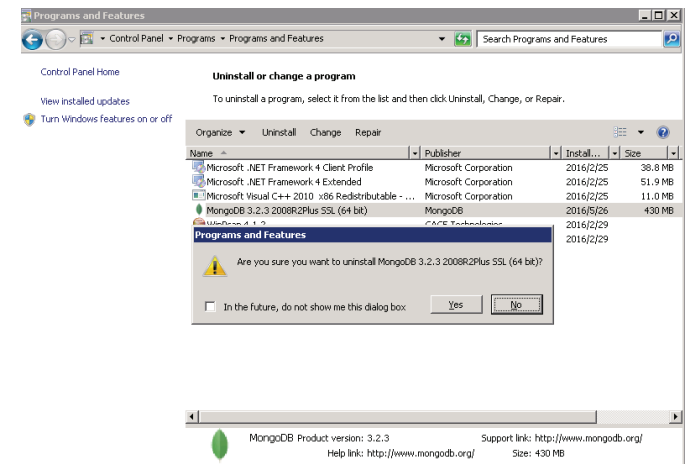 Programs and Features
Control Panel Programs Programs and Features Search Programs and Features
Control Panel Home
View installed updates
Turn Windows features on or off
Uninstall or change a program
To uninstall a program, select it from the list and then click Uninstall, Change, or Repair.
Organize Uninstall Change Repair
Name Publisher Install... Size
Microsoft .NET Framework 4 Client Profile Microsoft Corporation 2016/2/25 38.8 MB
Microsoft .NET Framework 4 Extended Microsoft Corporation 2016/2/25 51.9 MB
Microsoft Visual C++ 2010 x86 Redistributable - ... Microsoft Corporation 2016/2/25 11.0 MB
MongoDB 3.2.3 2008R2Plus SSL (64 bit) MongoDB 2016/5/26 430 MB
WinPcap 4.1.2 CACE Technologies 2016/2/29
2016/2/29
Programs and Features
Are you sure you want to uninstall MongoDB 3.2.3 2008R2Plus SSL (64 bit)?
In the future, do not show me this dialog box Yes No
MongoDB Product version: 3.2.3 Support link: http://www.mongodb.org/
Help link: http://www.mongodb.org/ Size: 430 MB